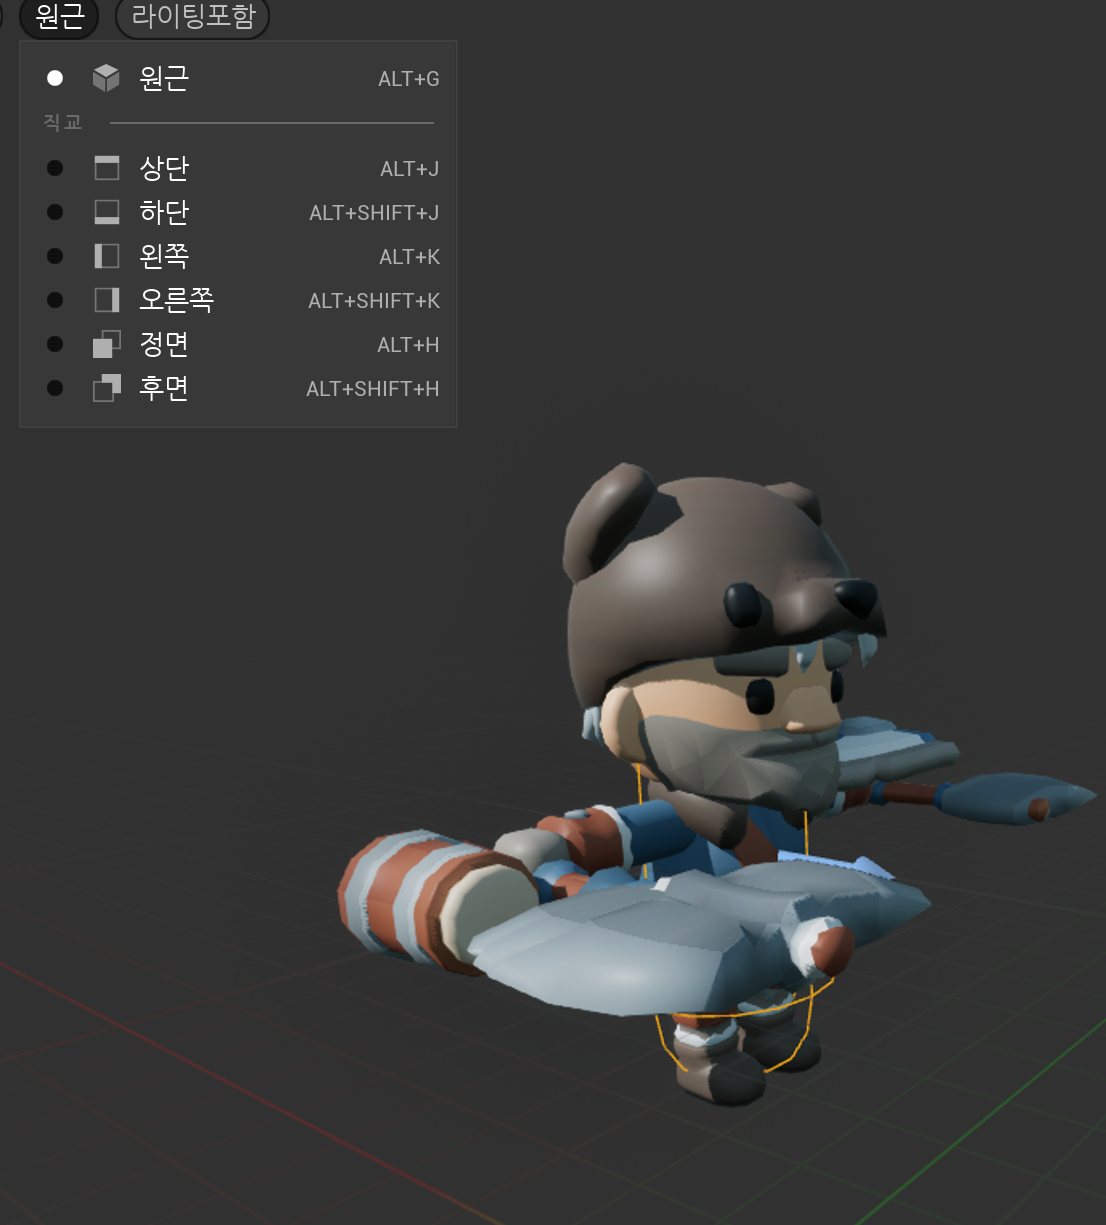 원근 라이팅포함
원근 ALT+G
직교
상단 ALT+J
하단 ALT+SHIFT+J
왼쪽 ALT+K
오른쪽 ALT+SHIFT+K
정면 ALT+H
후면 ALT+SHIFT+H